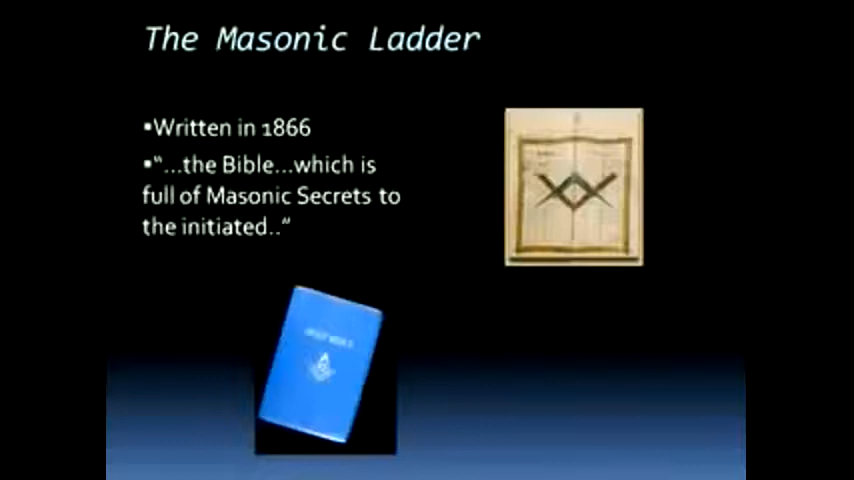 The Masonic Ladder
▪Written in 1866
▪“...the Bible...which is
full of Masonic Secrets to
the initiated..“